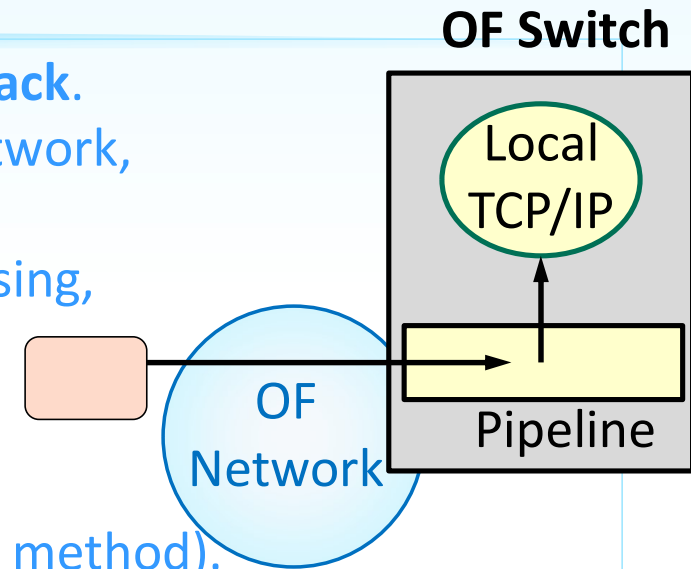 OF Switch
ack.
twork,
sing,
method).
Local
TCP/IP
Pipeline
OF
Network